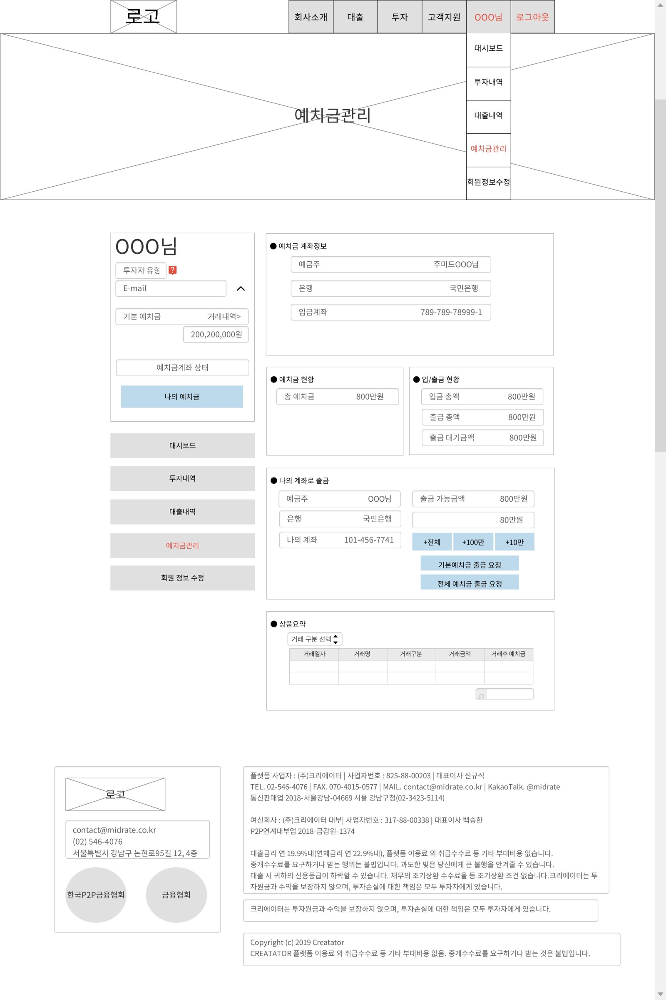 로고
회사소개 대출 투자 고객지원 OOO님 로그아웃
대시보드
투자내역
대출내역
예치금관리
회원정보수정
예치금관리
OOO님
투자자 유형
E-mail
기본 예치금 거래내역>
200,200,000원
예치금계좌 상태
나의 예치금
대시보드
투자내역
대출내역
예치금관리
회원 정보 수정
예치금 계좌정보
예금주 주미드OOO님
은행 국민은행
입금계좌 789-789-78999-1
예치금 현황
총 예치금 800만원
입/출금 현황
입금 총액 800만원
출금 총액 800만원
출금 대기금액 800만원
나의 계좌로 출금
예금주 OOO님
은행 국민은행
나의 계좌 101-456-7741
출금 가능금액 800만원
80만원
+전체 +100만 +10만
기본예치금 출금 요청
전체 예치금 출금 요청
상품요약
거래 구분 선택
거래일자 거래명 거래구분 거래금액 거래후 예치금
로고
contact@midrate.co.kr
(02) 546-4076
서울특별시 강남구 논현로95길 12, 4층
한국P2P금융협회 금융협회
플랫폼 사업자 : (주)크리에이터 | 사업자번호 : 825-88-00203 | 대표이사 신규식
TEL. 02-546-4076 | FAX. 070-4015-0577 | MAIL. contact@midrate.co.kr | KakaoTalk. @midrate
통신판매업 2018-서울강남-04669 서울 강남구청(02-3423-5114)
여신회사 : (주)크리에이터 대부| 사업자번호 : 317-88-00338 | 대표이사 백승한
P2P연계대부업 2018-금감원-1374
대출금리 연 19.9%내(연체금리 연 22.9%내), 플랫폼 이용료 외 취급수수료 등 기타 부대비용 없습니다.
중개수수료를 요구하거나 받는 행위는 불법입니다. 과도한 빚은 당신에게 큰 불행을 안겨줄 수 있습니다.
대출 시 귀하의 신용등급이 하락할 수 있습니다. 채무의 조기상환 수수료율 등 조기상환 조건 없습니다.크리에이터는 투
자원금과 수익을 보장하지 않으며, 투자손실에 대한 책임은 모두 투자자에게 있습니다.
크리에이터는 투자원금과 수익을 보장하지 않으며, 투자손실에 대한 책임은 모두 투자자에게 있습니다.
Copyright (c) 2019 Creatator
CREATATOR 플랫폼 이용료 외 취급수수료 등 기타 부대비용 없음. 중개수수료를 요구하거나 받는 것은 불법입니다.